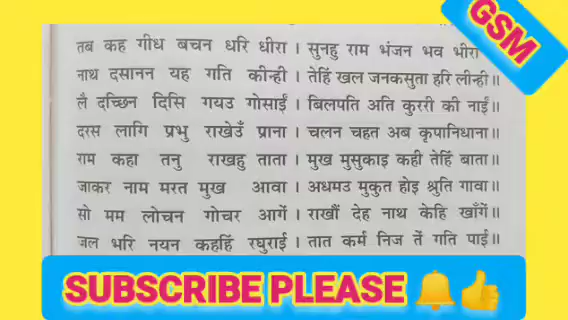 GSM
तब कह गीध बचन धरि धीरा । सुनहु राम भंजन भव भीरा
नाथ दसानन यह गति कीन्ही । तेहिं खल जनकसुता हरि लीन्ही॥
लै दच्छिन दिसि गयउ गोसाईं । बिलपति अति कुररी की नाईं॥
दरस लागि प्रभु राखेउँ प्राना । चलन चहत अब कृपानिधाना॥
राम कहा तनु राखहु ताता । मुख मुसुकाइ कही तेहिं बाता॥
जाकर नाम मरत मुख आवा । अधमउ मुकुत होइ श्रुति गावा॥
सो मम लोचन गोचर आगें । राखौं देह नाथ केहि खाँगें॥
जल भरि नयन कहहिं रघुराई । तात कर्म निज तें गति पाई॥
SUBSCRIBE PLEASE